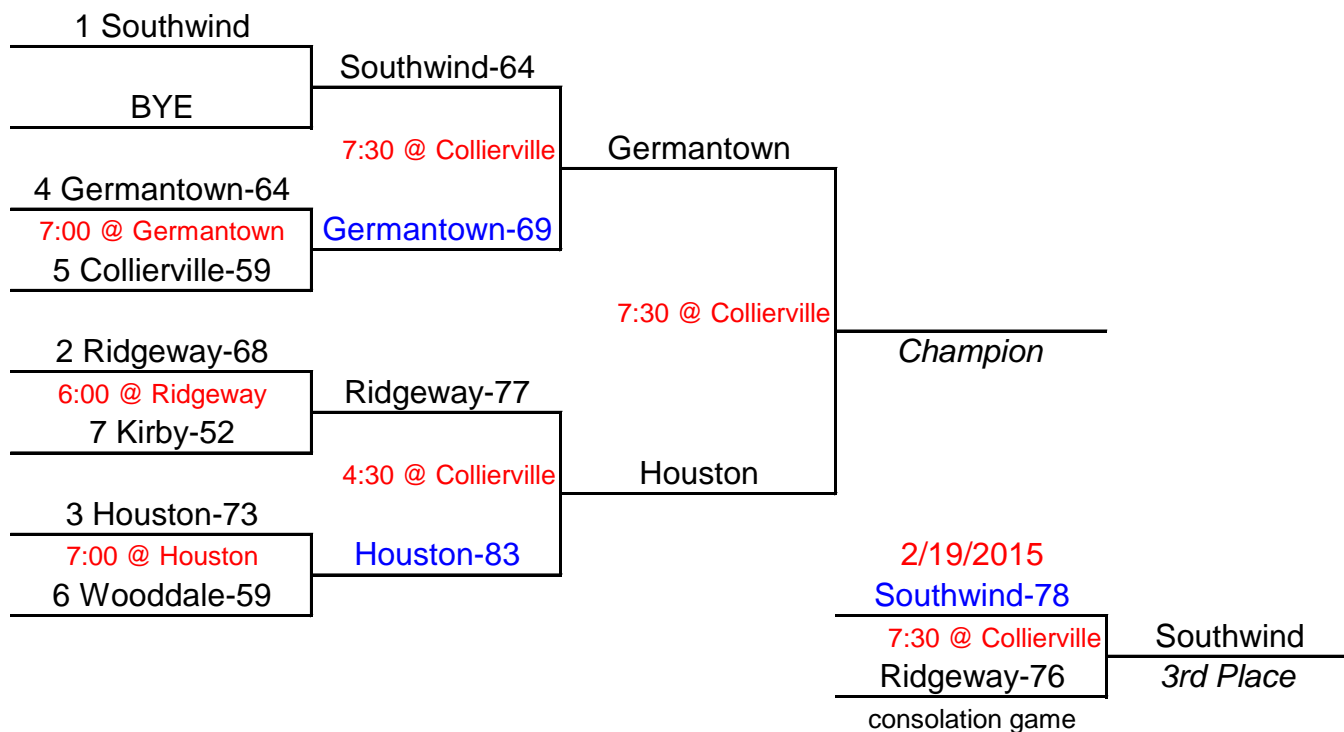 1 Southwind
Southwind-64
BYE
7:30 @ Collierville
Germantown
4 Germantown-64
7:00 @ Germantown
Germantown-69
5 Collierville-59
7:30 @ Collierville
Champion
2 Ridgeway-68
6:00 @ Ridgeway
Ridgeway-77
7 Kirby-52
4:30 @ Collierville
Houston
3 Houston-73
7:00 @ Houston
Houston-83
6 Wooddale-59
2/19/2015
Southwind-78
7:30 @ Collierville
Southwind
Ridgeway-76
3rd Place
consolation game